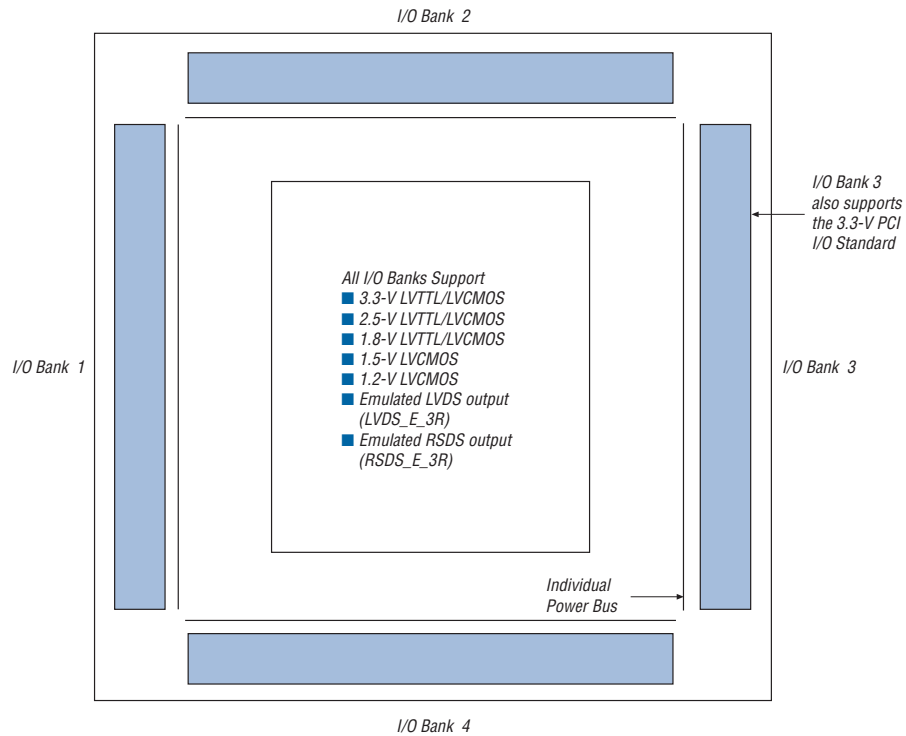 I/O Bank 2
I/O Bank 3
also supports
the 3.3-V PCI
I/O Standard
All I/O Banks Support
■ 3.3-V LVTTL/LVCMOS
■ 2.5-V LVTTL/LVCMOS
■ 1.8-V LVTTL/LVCMOS
■ 1.5-V LVCMOS
■ 1.2-V LVCMOS
■ Emulated LVDS output
(LVDS_E_3R)
■ Emulated RSDS output
(RSDS_E_3R)
I/O Bank 1
I/O Bank 3
Individual
Power Bus
I/O Bank 4